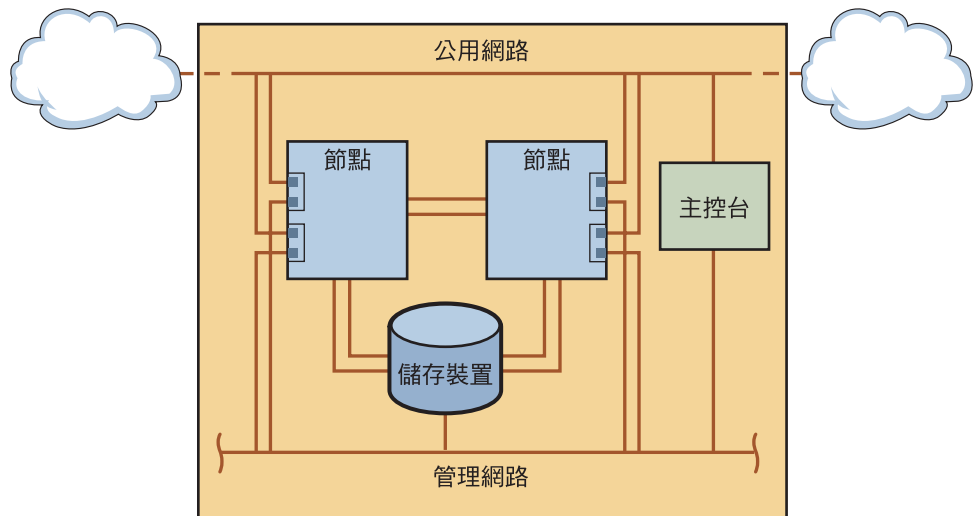 公用網路
節點
節點
主控台
儲存裝置
管理網路